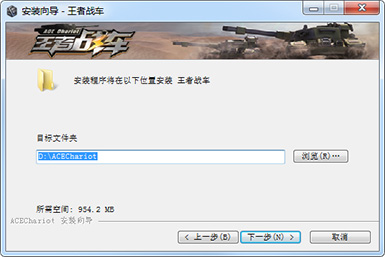 安装向导 - 王者战车
ACE Chariot
王者战车
安装程序将在以下位置安装 王者战车
目标文件夹
D:\ACEChariot
浏览(R)...
所需空间: 954.2 MB
ACEChariot 安装向导
< 上一步(B)
下一步(N) >
取消